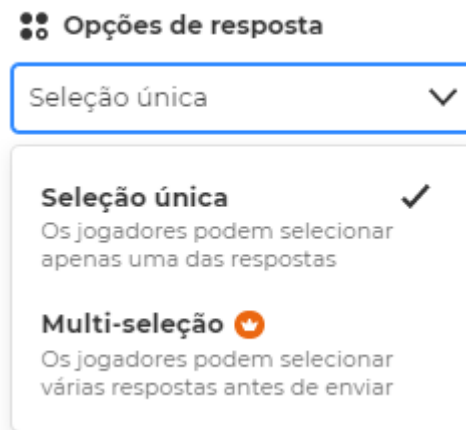 Opções de resposta
Seleção única
Seleção única
Os jogadores podem selecionar
apenas uma das respostas
Multi-seleção
Os jogadores podem selecionar
várias respostas antes de enviar